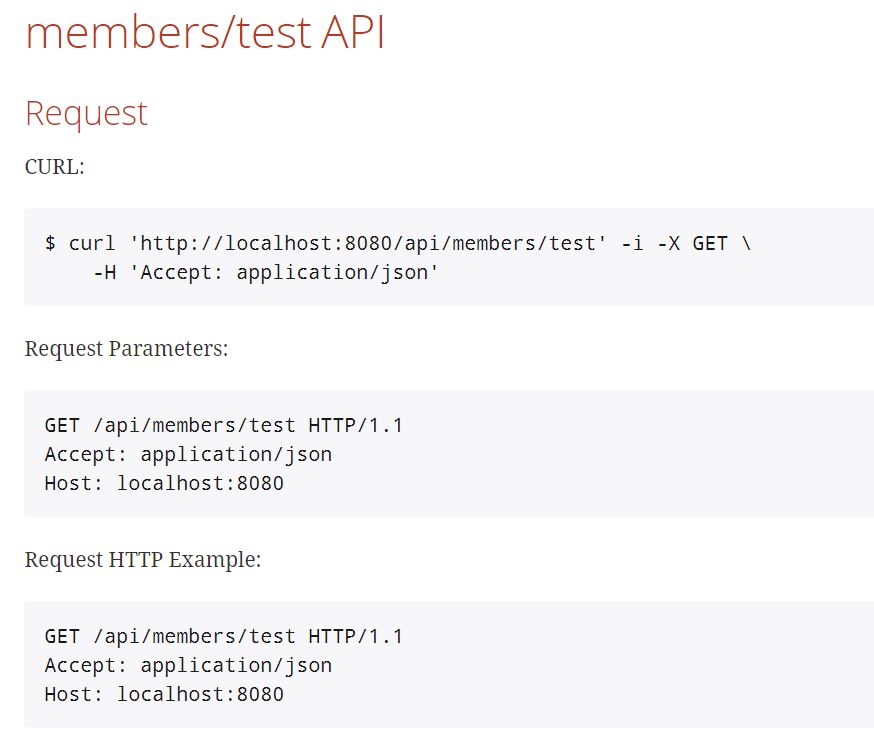 members/test API
Request
CURL:
$ curl 'http://localhost:8080/api/members/test' -i -X GET \
    -H 'Accept: application/json'
Request Parameters:
GET /api/members/test HTTP/1.1
Accept: application/json
Host: localhost:8080
Request HTTP Example:
GET /api/members/test HTTP/1.1
Accept: application/json
Host: localhost:8080